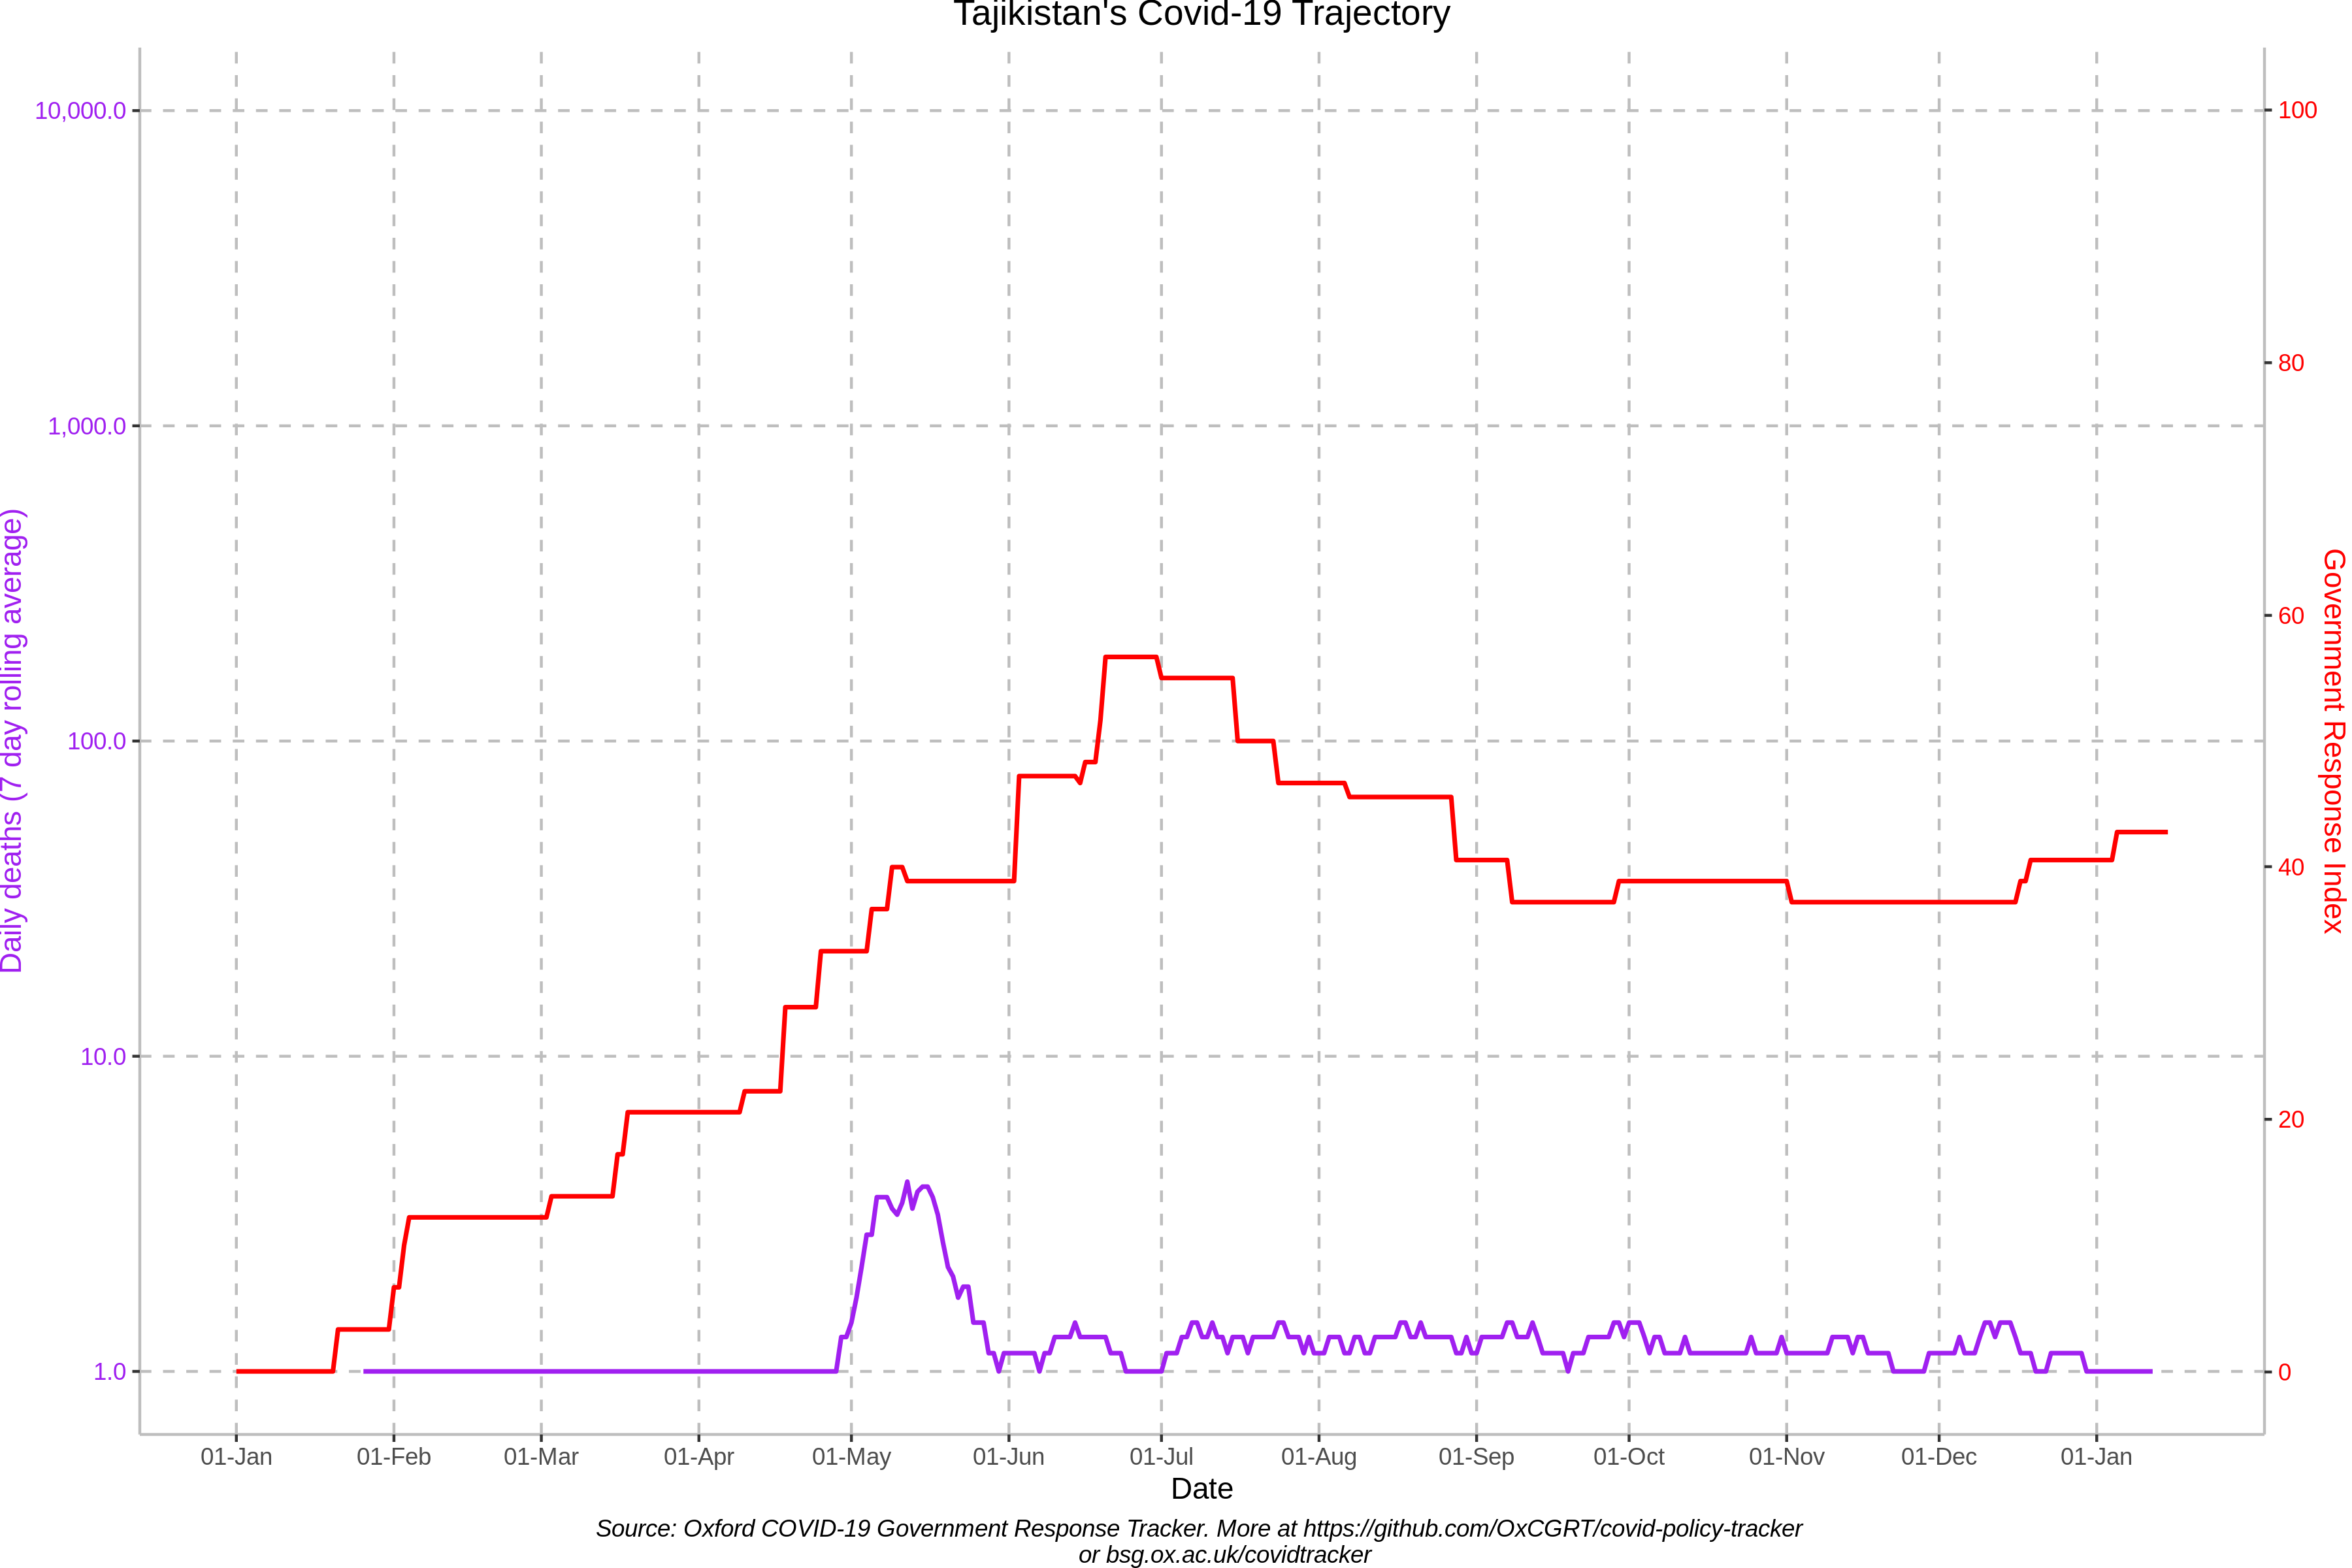 Tajikistan's Covid-19 Trajectory
10,000.0
1,000.0
100.0
10.0
1.0
Daily deaths (7 day rolling average)
100
80
60
40
20
0
Government Response Index
01-Jan 01-Feb 01-Mar 01-Apr 01-May 01-Jun 01-Jul 01-Aug 01-Sep 01-Oct 01-Nov 01-Dec 01-Jan
Date
Source: Oxford COVID-19 Government Response Tracker. More at https://github.com/OxCGRT/covid-policy-tracker
or bsg.ox.ac.uk/covidtracker